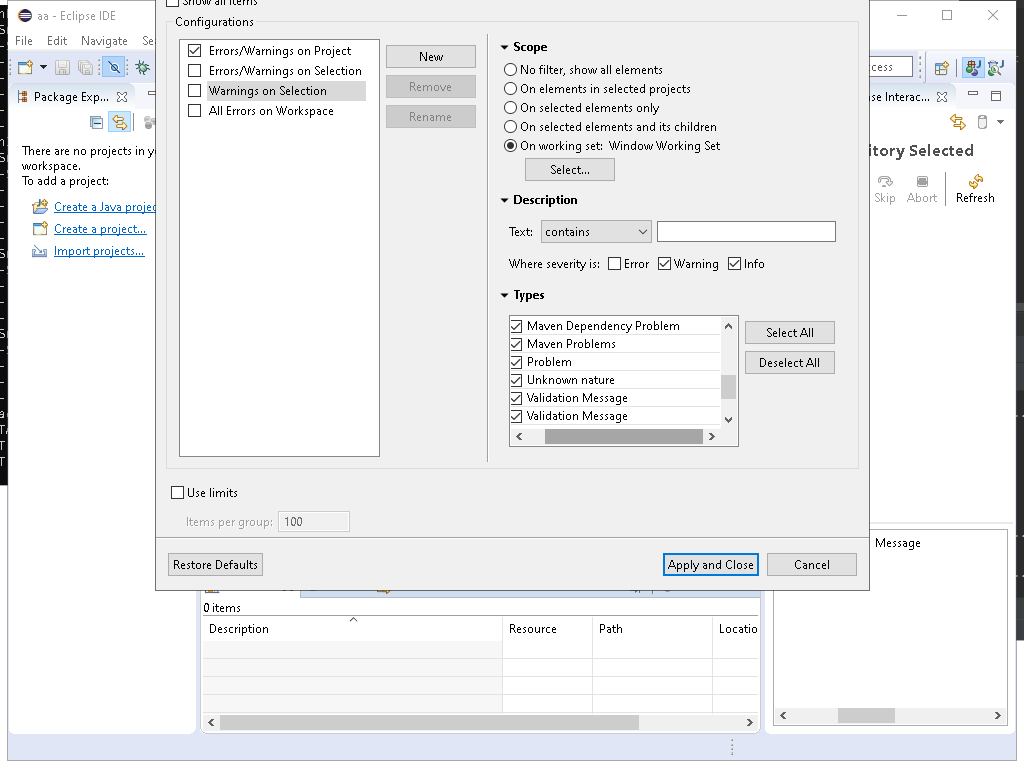 aa - Eclipse IDE
Show all items
Configurations
File Edit Navigate
Errors/Warnings on Project
Errors/Warnings on Selection
Warnings on Selection
All Errors on Workspace
New
Remove
Rename
Scope
No filter, show all elements
On elements in selected projects
On selected elements only
On selected elements and its children
On working set: Window Working Set
Select...
Description
Text: contains
Where severity is: Error Warning Info
Types
Maven Dependency Problem
Maven Problems
Problem
Unknown nature
Validation Message
Validation Message
Select All
Deselect All
Use limits
Items per group: 100
Restore Defaults
Apply and Close
Cancel
Package Exp...
There are no projects in
workspace.
To add a project:
Create a Java projec
Create a project...
Import projects...
cess
se Interac...
itory Selected
Skip Abort Refresh
Message
0 items
Description Resource Path Locatio